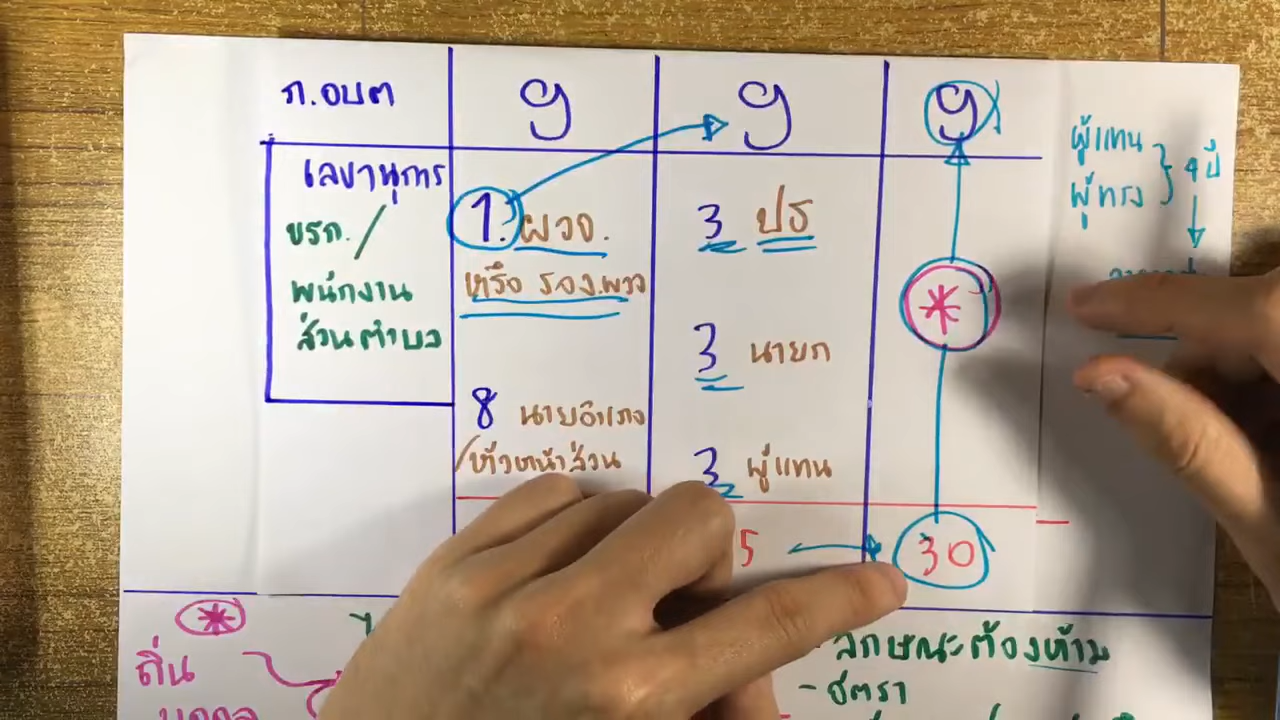 ก.อบต
9
9
9
เลขานุการ
ขรก. /
พนักงาน
ส่วนตำบล
1. ผวจ.
หรือ รอง.ผวจ
8 นายอำเภอ
/หัวหน้าส่วน
3 ปธ
3 นายก
3 ผู้แทน
*
5
30
ผู้แทน
ผู้ทรง
4 ปี
*
ถิ่น
- ลักษณะต้องห้าม
- อัตรา